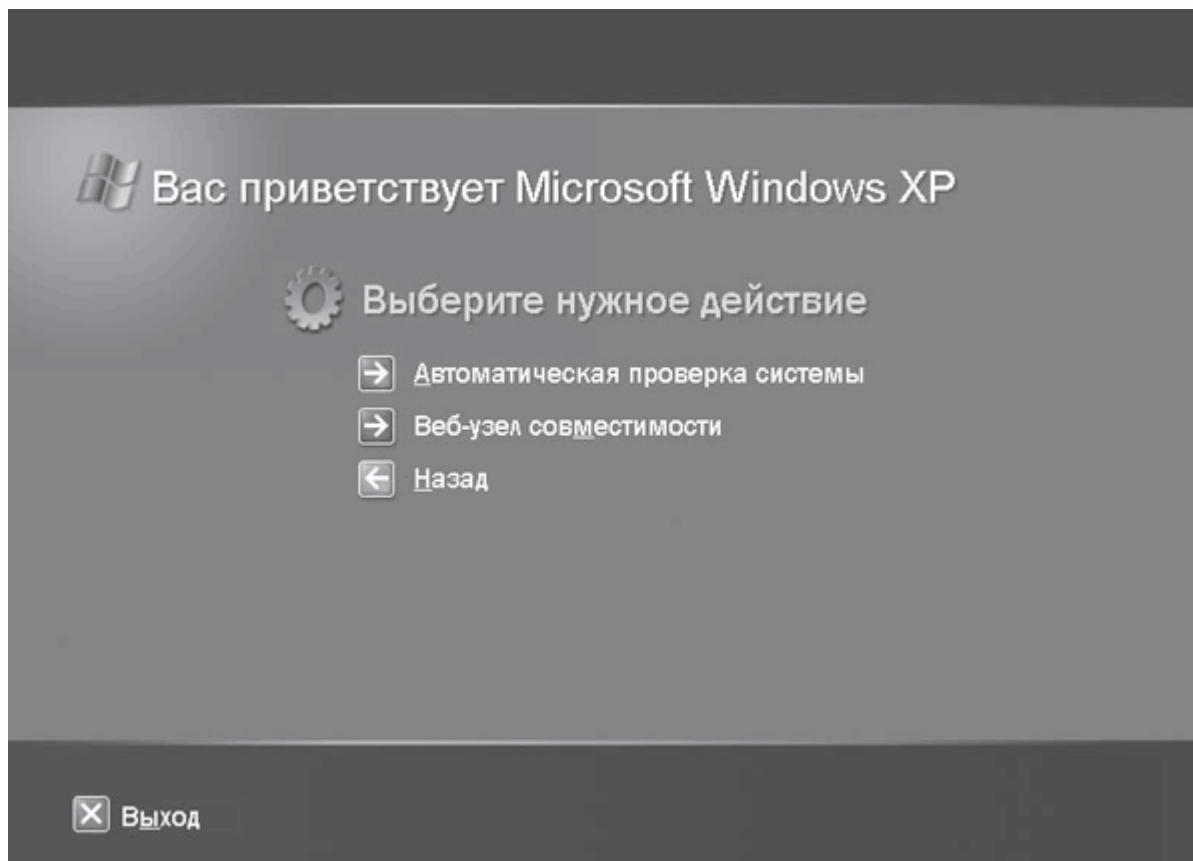 Вас приветствует Microsoft Windows XP
Выберите нужное действие
Автоматическая проверка системы
Веб-узел совместимости
Назад
Выход